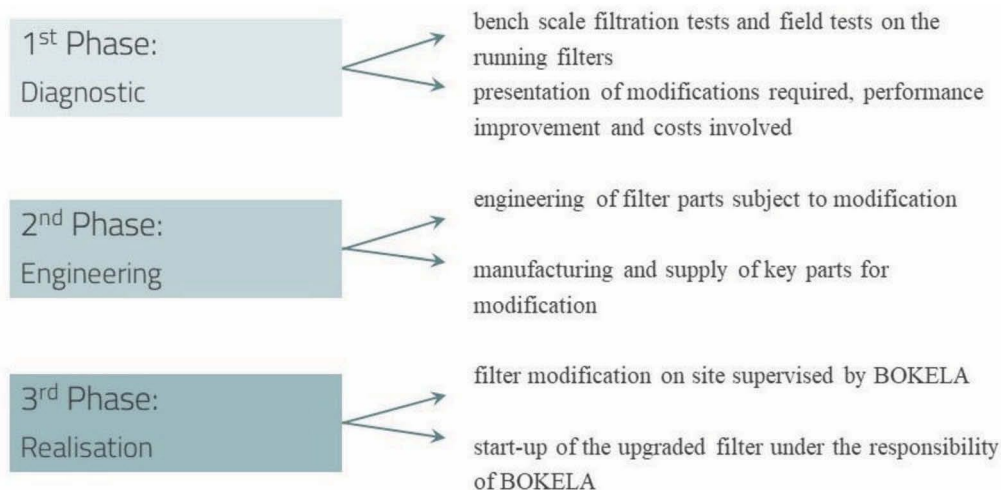 1st Phase:
Diagnostic
bench scale filtration tests and field tests on the
running filters
presentation of modifications required, performance
improvement and costs involved
2nd Phase:
Engineering
engineering of filter parts subject to modification
manufacturing and supply of key parts for
modification
3rd Phase:
Realisation
filter modification on site supervised by BOKELA
start-up of the upgraded filter under the responsibility
of BOKELA